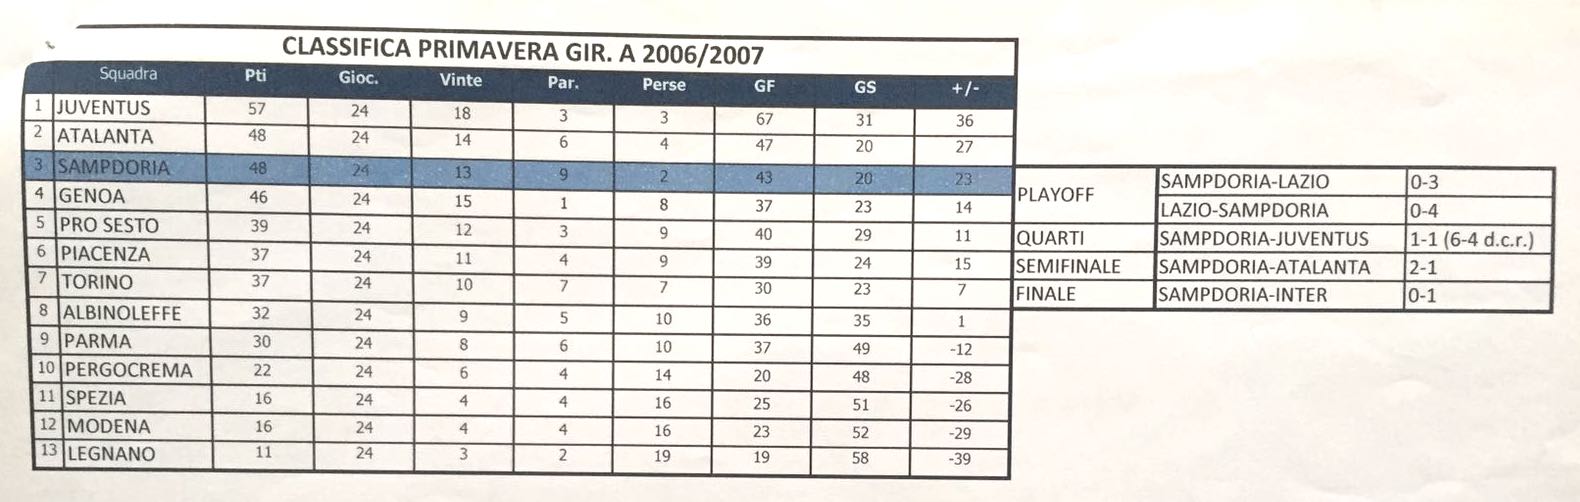 CLASSIFICA PRIMAVERA GIR. A 2006/2007
Squadra Pti Gioc. Vinte Par. Perse GF GS +/-
1 JUVENTUS 57 24 18 3 3 67 31 36
2 ATALANTA 48 24 14 6 4 47 20 27
3 SAMPDORIA 48 24 13 9 2 43 20 23
4 GENOA 46 24 15 1 8 37 23 14
5 PRO SESTO 39 24 12 3 9 40 29 11
6 PIACENZA 37 24 11 4 9 39 24 15
7 TORINO 37 24 10 7 7 30 23 7
8 ALBINOLEFFE 32 24 9 5 10 36 35 1
9 PARMA 30 24 8 6 10 37 49 -12
10 PERGOCREMA 22 24 6 4 14 20 48 -28
11 SPEZIA 16 24 4 4 16 25 51 -26
12 MODENA 16 24 4 4 16 23 52 -29
13 LEGNANO 11 24 3 2 19 19 58 -39
PLAYOFF SAMPDORIA-LAZIO 0-3
LAZIO-SAMPDORIA 0-4
QUARTI SAMPDORIA-JUVENTUS 1-1 (6-4 d.c.r.)
SEMIFINALE SAMPDORIA-ATALANTA 2-1
FINALE SAMPDORIA-INTER 0-1